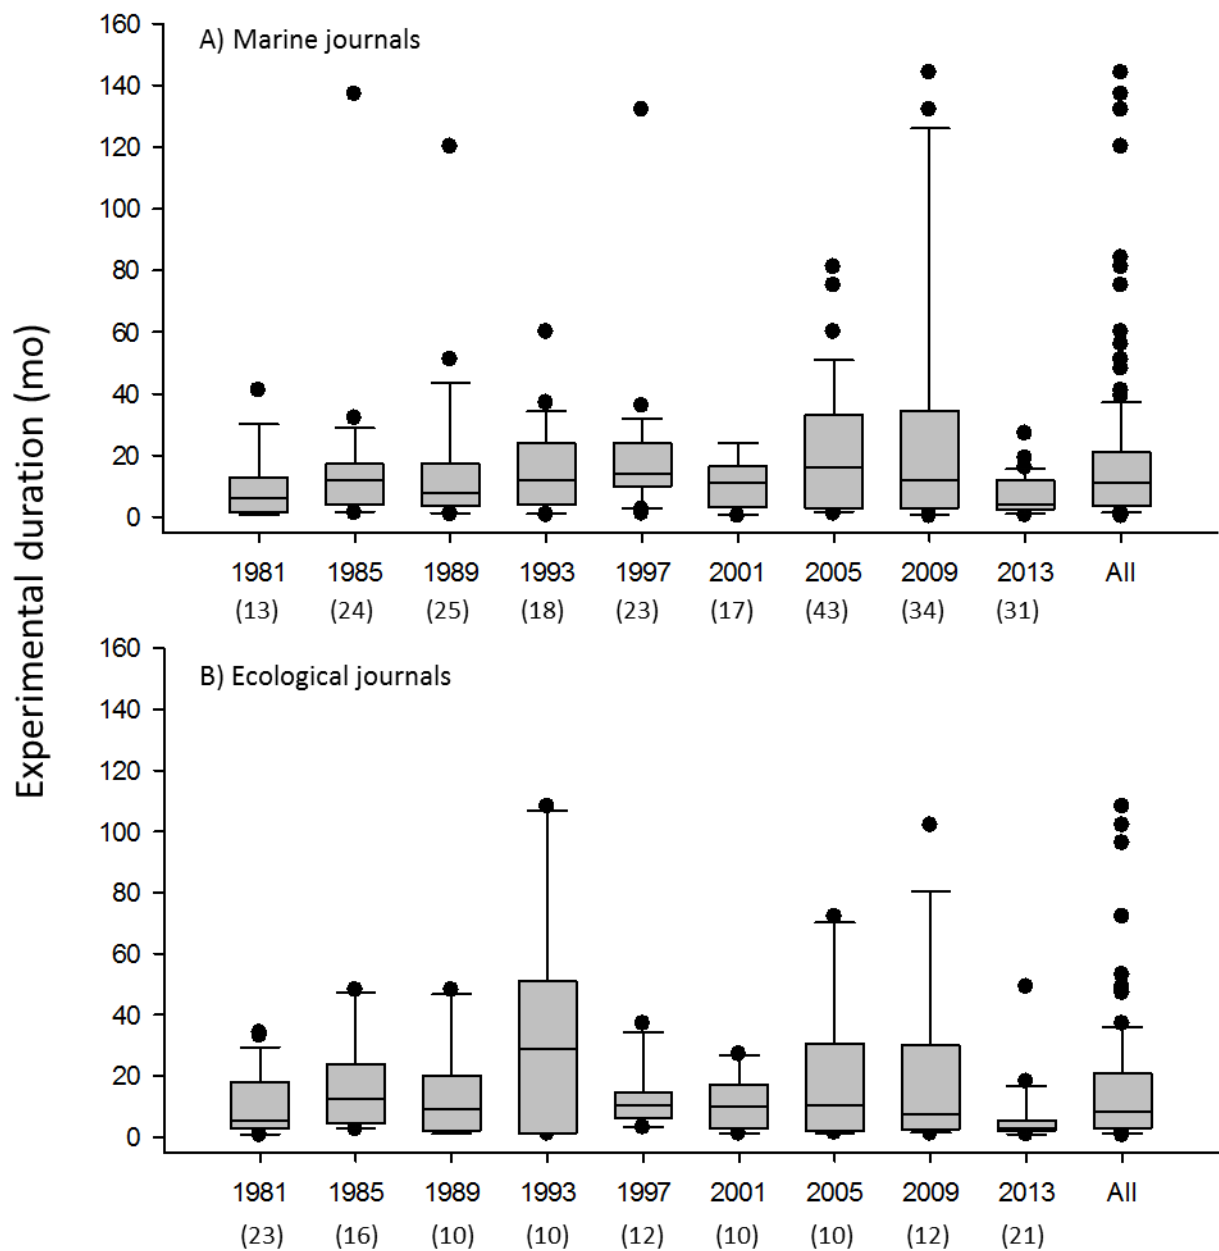 Experimental duration (mo)
A) Marine journals
160
140
120
100
80
60
40
20
0
1981 1985 1989 1993 1997 2001 2005 2009 2013 All
(13) (24) (25) (18) (23) (17) (43) (34) (31)
B) Ecological journals
160
140
120
100
80
60
40
20
0
1981 1985 1989 1993 1997 2001 2005 2009 2013 All
(23) (16) (10) (10) (12) (10) (10) (12) (21)